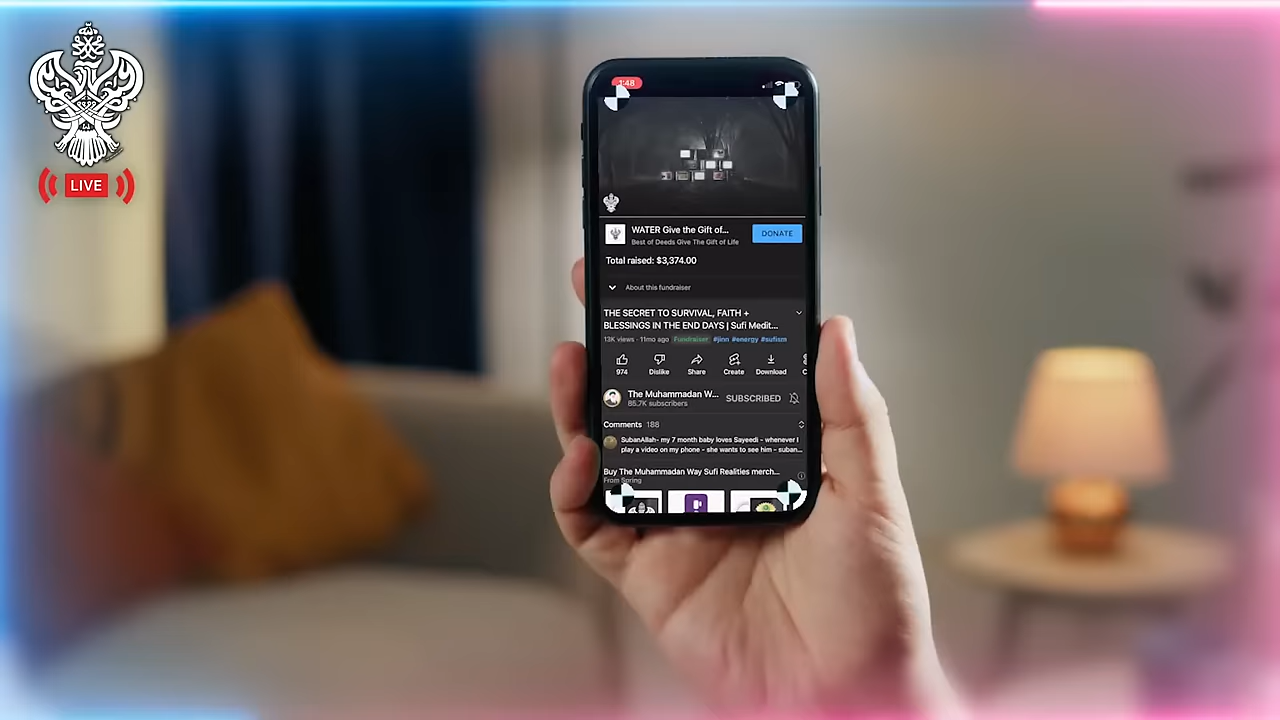 LIVE
1:48
WATER Give the Gift of...
DONATE
Best of Deeds Give The Gift of Life
Total raised: $3,374.00
About this fundraiser
THE SECRET TO SURVIVAL, FAITH +
BLESSINGS IN THE END DAYS | Sufi Medit...
13K views · 11mo ago Fundraiser #jinn #energy #sufism
974 Dislike Share Create Download
The Muhammadan W... SUBSCRIBED
85.7K subscribers
Comments 188
SubanAllah- my 7 month baby loves Sayeedi - whenever I
play a video on my phone - she wants to see him - suban...
Buy The Muhammadan Way Sufi Realities merch...
From Spring